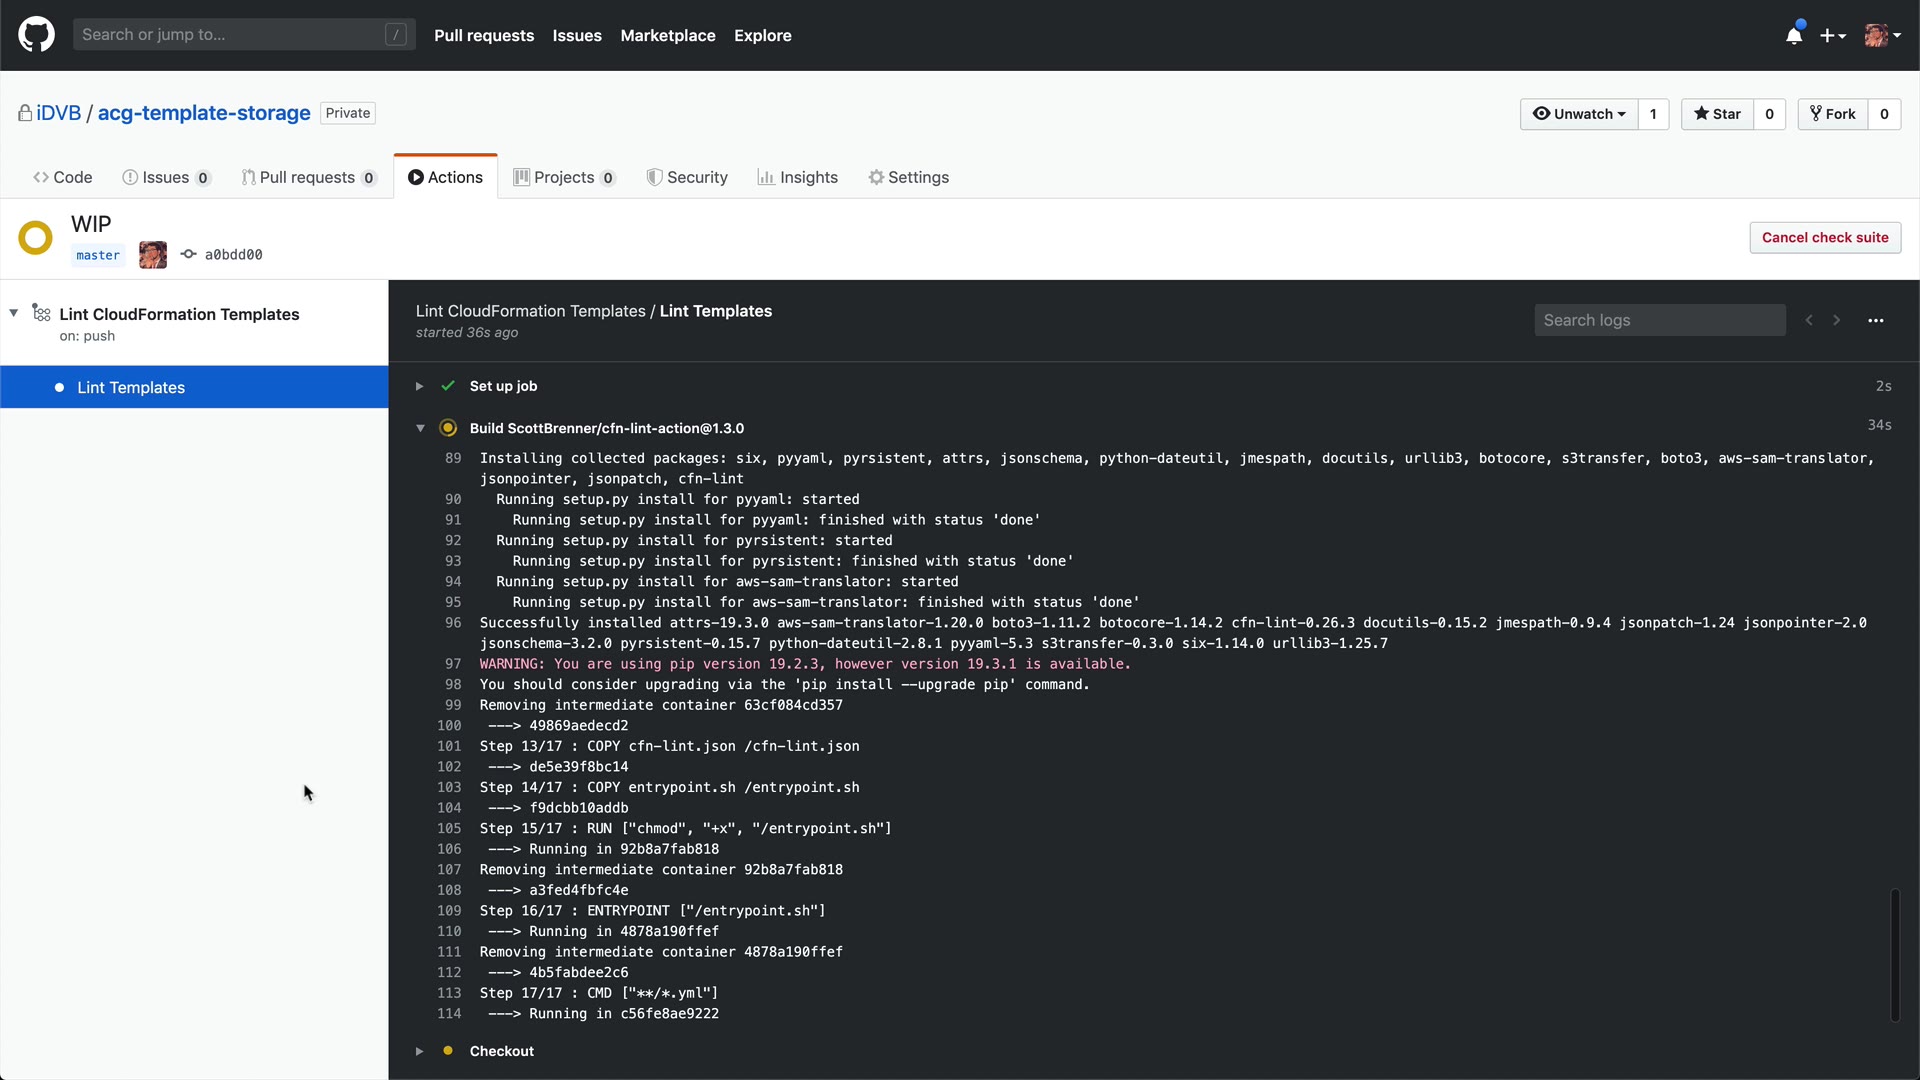 Search or jump to... / Pull requests Issues Marketplace Explore
iDVB / acg-template-storage Private Unwatch 1 Star 0 Fork 0
Code Issues 0 Pull requests 0 Actions Projects 0 Security Insights Settings
WIP
master a0bdd00
Cancel check suite
Lint CloudFormation Templates
on: push
Lint Templates
Lint CloudFormation Templates / Lint Templates
started 36s ago
Search logs
Set up job 2s
Build ScottBrenner/cfn-lint-action@1.3.0 34s
89 Installing collected packages: six, pyyaml, pyrsistent, attrs, jsonschema, python-dateutil, jmespath, docutils, urllib3, botocore, s3transfer, boto3, aws-sam-translator,
jsonpointer, jsonpatch, cfn-lint
90 Running setup.py install for pyyaml: started
91 Running setup.py install for pyyaml: finished with status 'done'
92 Running setup.py install for pyrsistent: started
93 Running setup.py install for pyrsistent: finished with status 'done'
94 Running setup.py install for aws-sam-translator: started
95 Running setup.py install for aws-sam-translator: finished with status 'done'
96 Successfully installed attrs-19.3.0 aws-sam-translator-1.20.0 boto3-1.11.2 botocore-1.14.2 cfn-lint-0.26.3 docutils-0.15.2 jmespath-0.9.4 jsonpatch-1.24 jsonpointer-2.0
jsonschema-3.2.0 pyrsistent-0.15.7 python-dateutil-2.8.1 pyyaml-5.3 s3transfer-0.3.0 six-1.14.0 urllib3-1.25.7
97 WARNING: You are using pip version 19.2.3, however version 19.3.1 is available.
98 You should consider upgrading via the 'pip install --upgrade pip' command.
99 Removing intermediate container 63cf084cd357
100 ---> 49869aedecd2
101 Step 13/17 : COPY cfn-lint.json /cfn-lint.json
102 ---> de5e39f8bc14
103 Step 14/17 : COPY entrypoint.sh /entrypoint.sh
104 ---> f9dcbb10addb
105 Step 15/17 : RUN ["chmod", "+x", "/entrypoint.sh"]
106 ---> Running in 92b8a7fab818
107 Removing intermediate container 92b8a7fab818
108 ---> a3fed4fbfc4e
109 Step 16/17 : ENTRYPOINT ["/entrypoint.sh"]
110 ---> Running in 4878a190ffef
111 Removing intermediate container 4878a190ffef
112 ---> 4b5fabdee2c6
113 Step 17/17 : CMD ["**/*.yml"]
114 ---> Running in c56fe8ae9222
Checkout